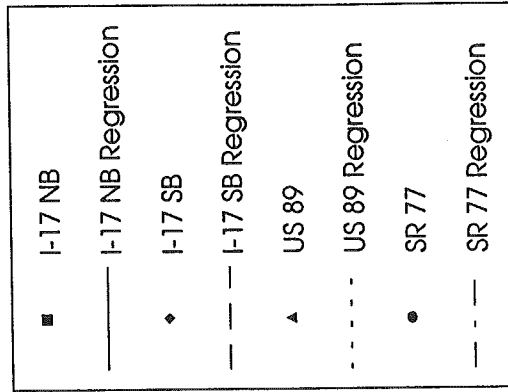 I-17 NB
I-17 NB Regression
I-17 SB
I-17 SB Regression
US 89
US 89 Regression
SR 77
SR 77 Regression